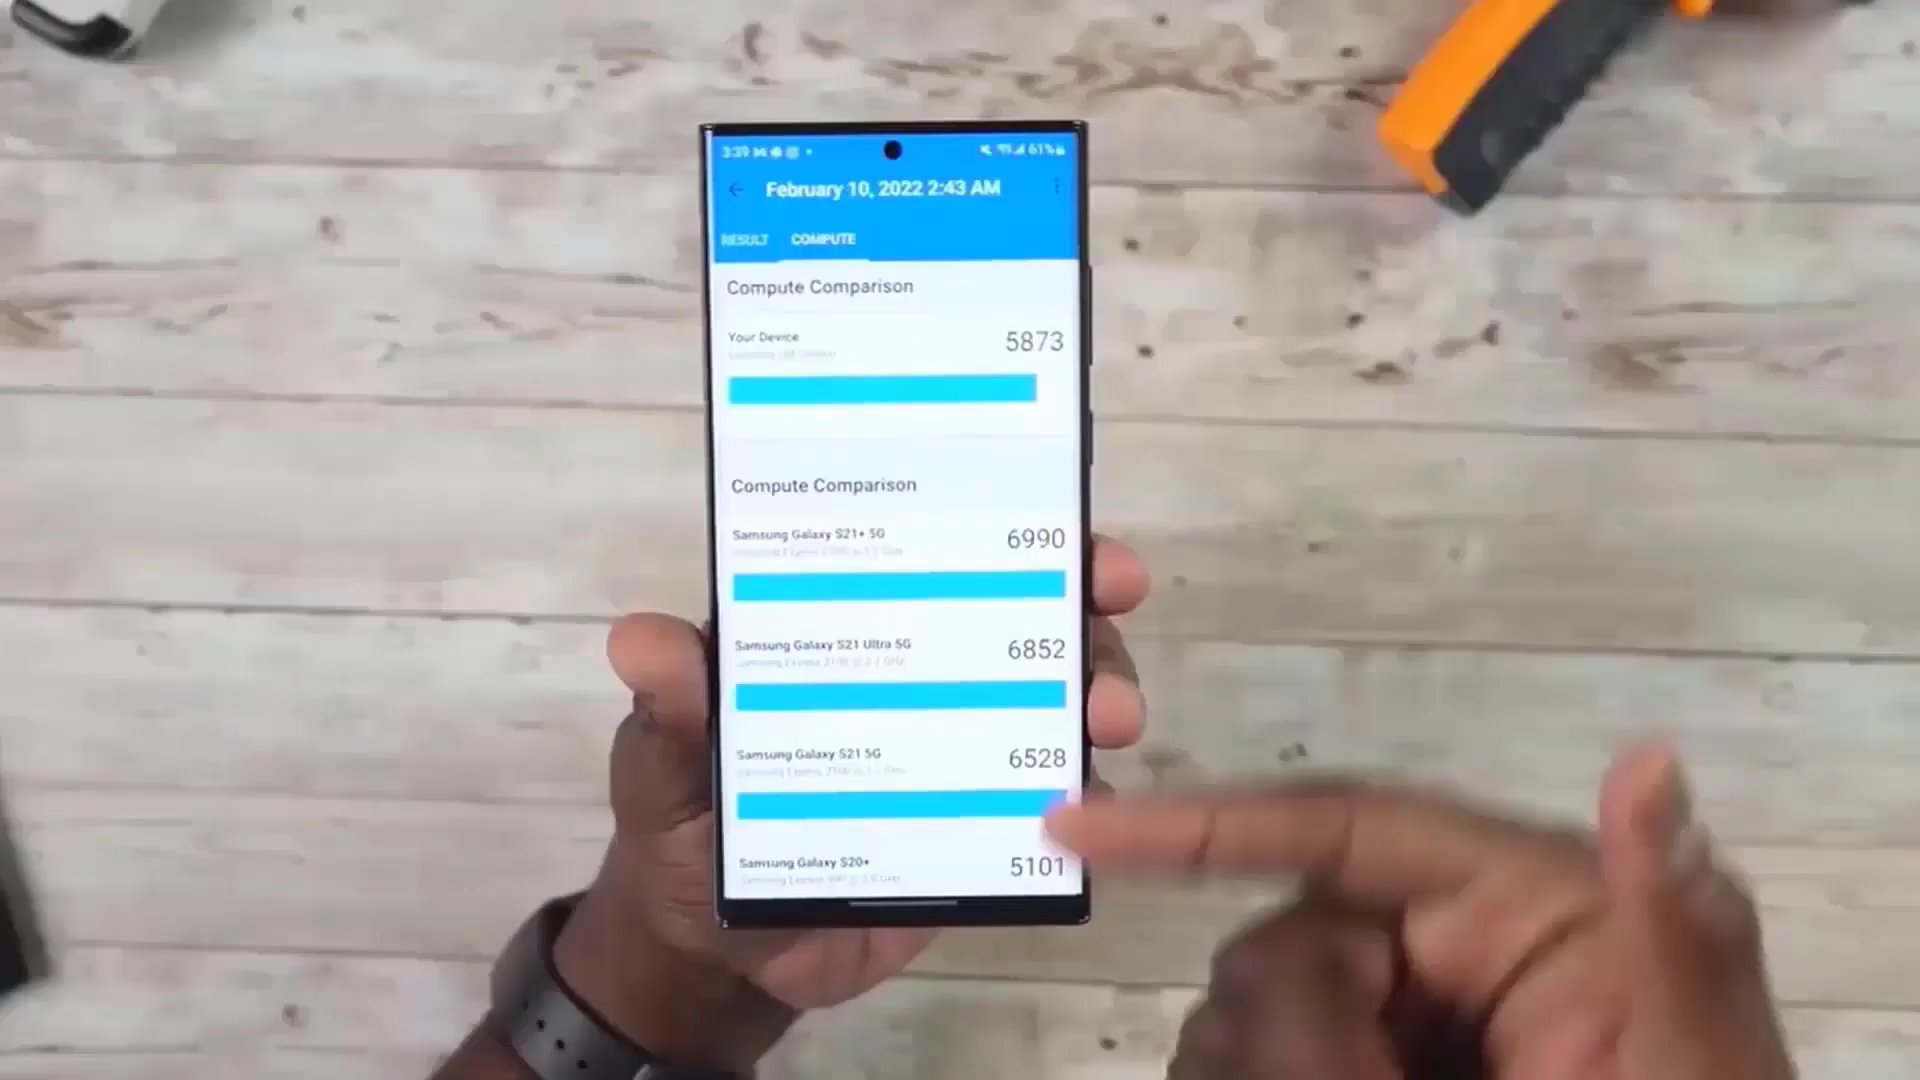 3:39
61%
February 10, 2022 2:43 AM
RESULT COMPUTE
Compute Comparison
Your Device
5873
Compute Comparison
Samsung Galaxy S21+ 5G
6990
Samsung Galaxy S21 Ultra 5G
6852
Samsung Galaxy S21 5G
6528
Samsung Galaxy S20+
5101